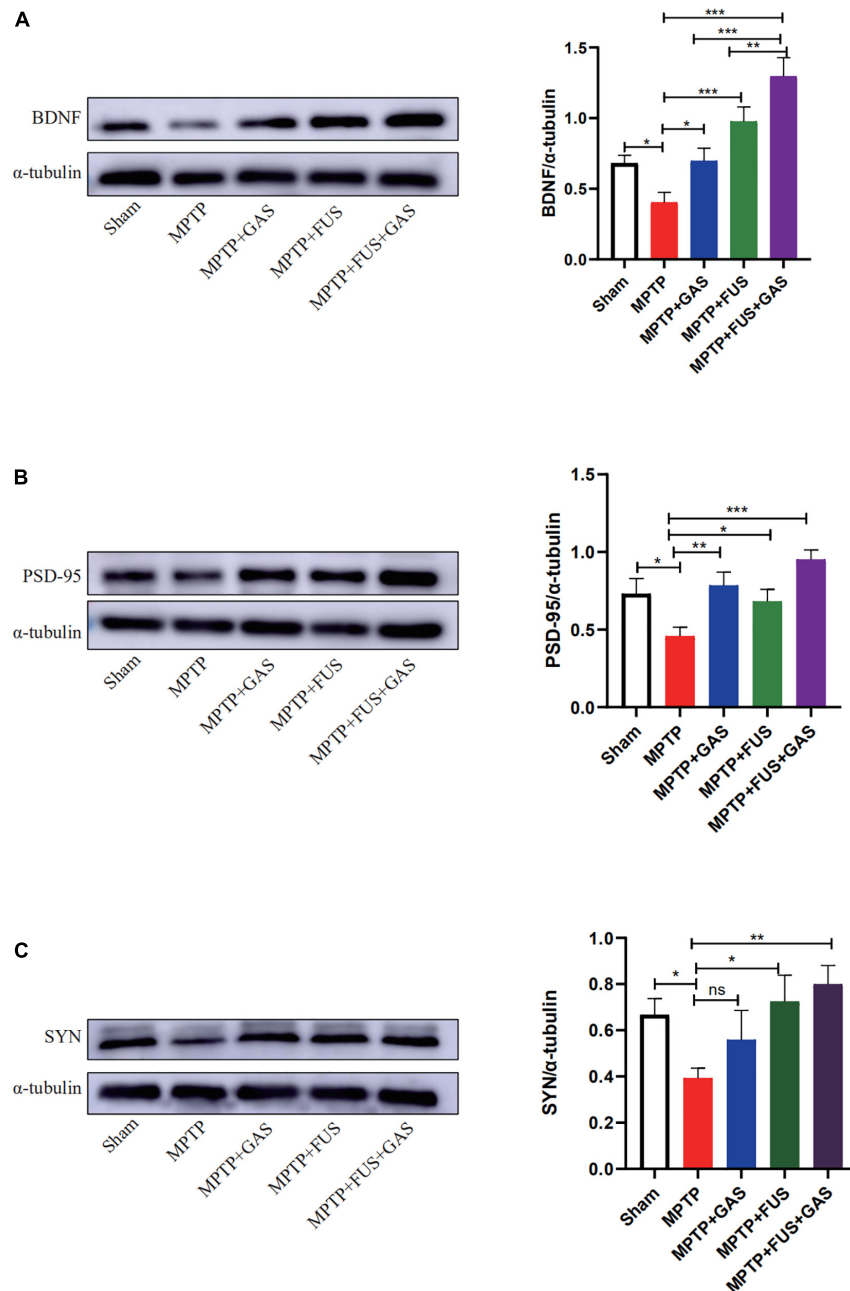 A
BDNF
α-tubulin
Sham
MPTP
MPTP+GAS
MPTP+FUS
MPTP+FUS+GAS
BDNF/α-tubulin
1.5
1.0
0.5
0.0
***
***
**
***
*
*
Sham
MPTP
MPTP+GAS
MPTP+FUS
MPTP+FUS+GAS
B
PSD-95
α-tubulin
Sham
MPTP
MPTP+GAS
MPTP+FUS
MPTP+FUS+GAS
PSD-95/α-tubulin
1.5
1.0
0.5
0.0
***
*
**
*
Sham
MPTP
MPTP+GAS
MPTP+FUS
MPTP+FUS+GAS
C
SYN
α-tubulin
Sham
MPTP
MPTP+GAS
MPTP+FUS
MPTP+FUS+GAS
SYN/α-tubulin
1.0
0.8
0.6
0.4
0.2
0.0
**
*
*
ns
Sham
MPTP
MPTP+GAS
MPTP+FUS
MPTP+FUS+GAS